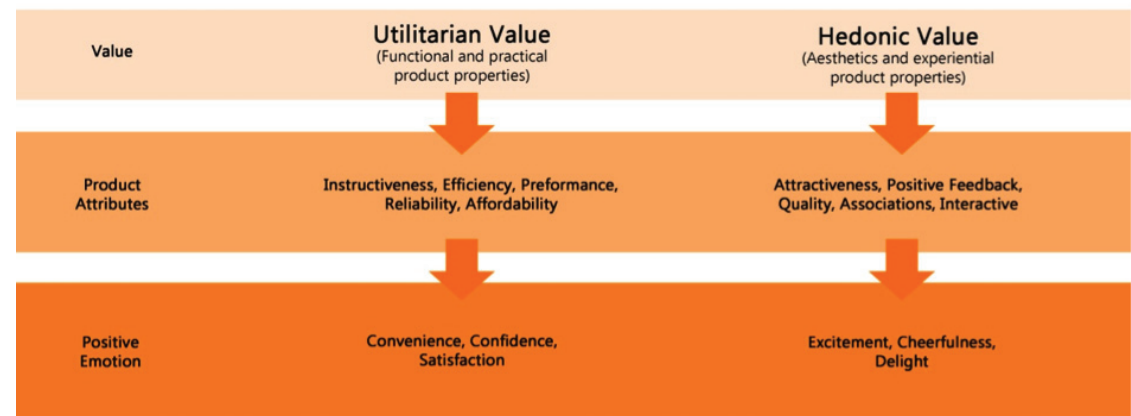 Value
Utilitarian Value
(Functional and practical
product properties)
Hedonic Value
(Aesthetics and experiential
product properties)
Product
Attributes
Instructiveness, Efficiency, Preformance,
Reliability, Affordability
Attractiveness, Positive Feedback,
Quality, Associations, Interactive
Positive
Emotion
Convenience, Confidence,
Satisfaction
Excitement, Cheerfulness,
Delight